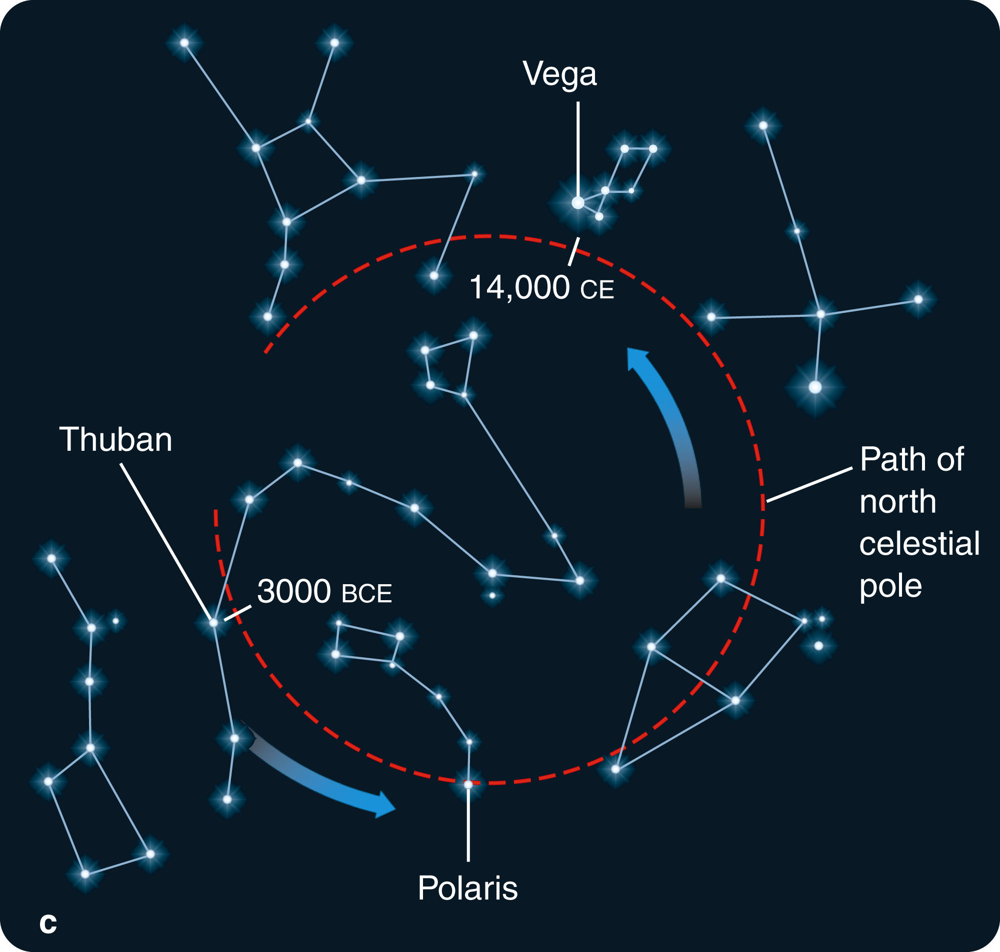 Vega
14,000 CE
Thuban
Path of
north
celestial
pole
3000 BCE
Polaris
c